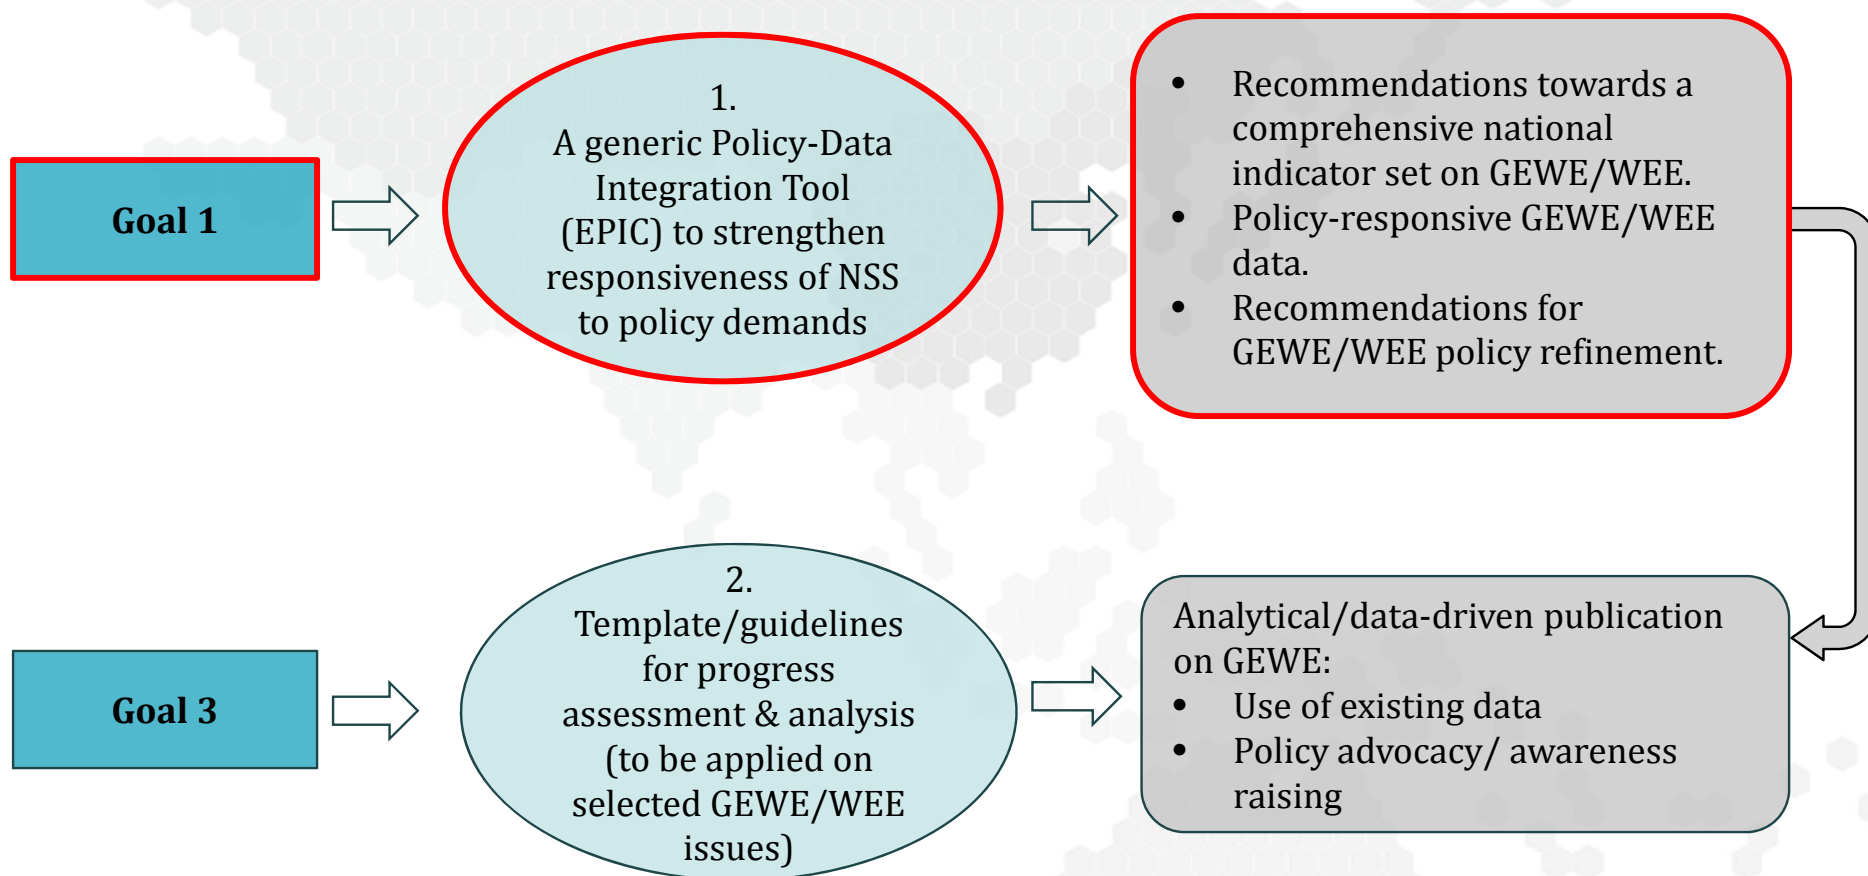 Goal 1
1.
A generic Policy-Data
Integration Tool
(EPIC) to strengthen
responsiveness of NSS
to policy demands
• Recommendations towards a
comprehensive national
indicator set on GEWE/WEE.
• Policy-responsive GEWE/WEE
data.
• Recommendations for
GEWE/WEE policy refinement.
Goal 3
2.
Template/guidelines
for progress
assessment & analysis
(to be applied on
selected GEWE/WEE
issues)
Analytical/data-driven publication
on GEWE:
• Use of existing data
• Policy advocacy/ awareness
raising